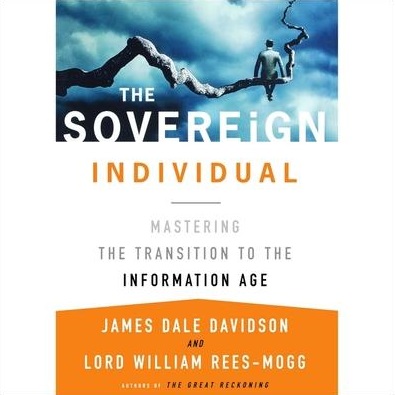 THE
SOVEREiGN
INDIVIDUAL
MASTERING
THE TRANSITION TO THE
INFORMATION AGE
JAMES DALE DAVIDSON
AND
LORD WILLIAM REES-MOGG
AUTHORS OF THE GREAT RECKONING